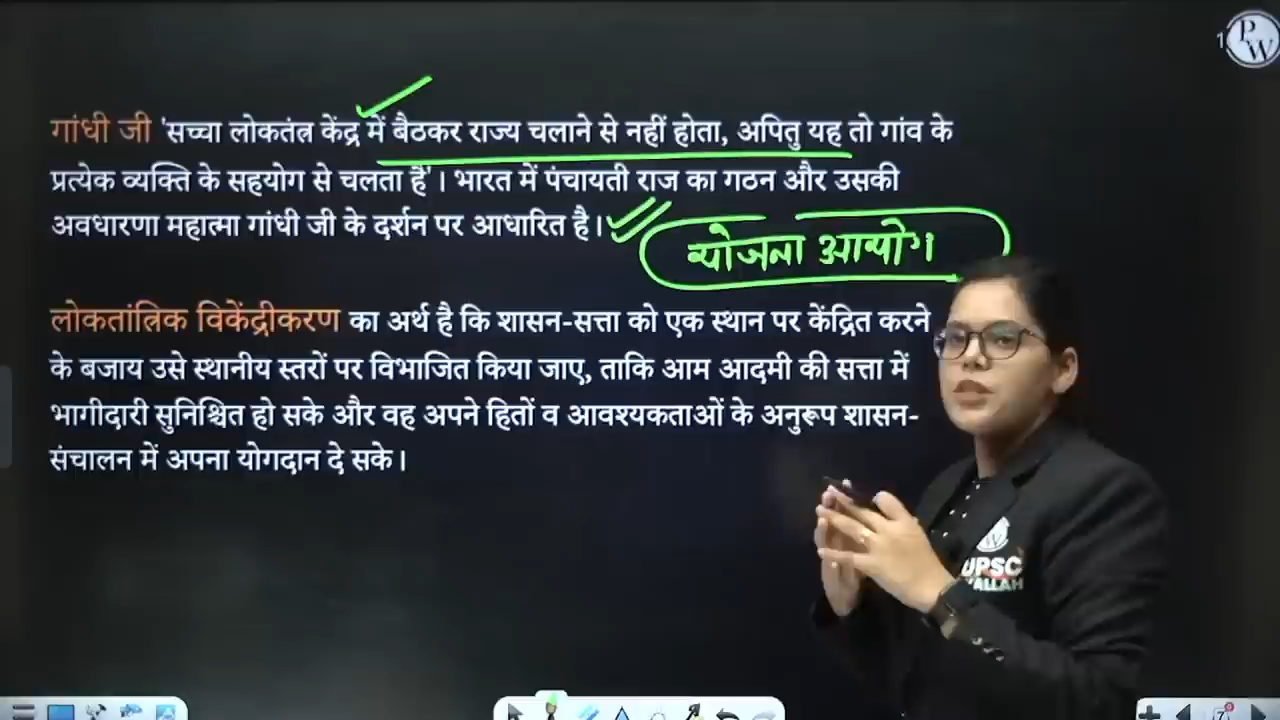 PW
गांधी जी 'सच्चा लोकतंत्र केंद्र में बैठकर राज्य चलाने से नहीं होता, अपितु यह तो गांव के
प्रत्येक व्यक्ति के सहयोग से चलता है'। भारत में पंचायती राज का गठन और उसकी
अवधारणा महात्मा गांधी जी के दर्शन पर आधारित है।
योजना आयोग
लोकतांत्रिक विकेंद्रीकरण का अर्थ है कि शासन-सत्ता को एक स्थान पर केंद्रित करने
के बजाय उसे स्थानीय स्तरों पर विभाजित किया जाए, ताकि आम आदमी की सत्ता में
भागीदारी सुनिश्चित हो सके और वह अपने हितों व आवश्यकताओं के अनुरूप शासन-
संचालन में अपना योगदान दे सके।
UPSC
WALLAH